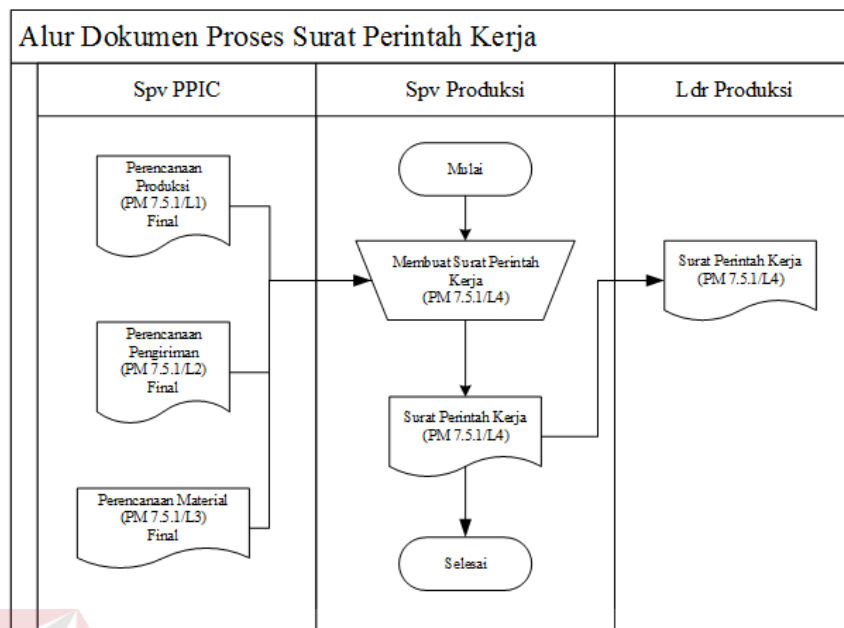 Alur Dokumen Proses Surat Perintah Kerja
Spv PPIC
Spv Produksi
Ldr Produksi
Perencanaan
Produksi
(PM 7.5.1/L1)
Final
Perencanaan
Pengiriman
(PM 7.5.1/L2)
Final
Perencanaan Material
(PM 7.5.1/L3)
Final
Mulai
Membuat Surat Perintah
Kerja
(PM 7.5.1/L4)
Surat Perintah Kerja
(PM 7.5.1/L4)
Selesai
Surat Perintah Kerja
(PM 7.5.1/L4)